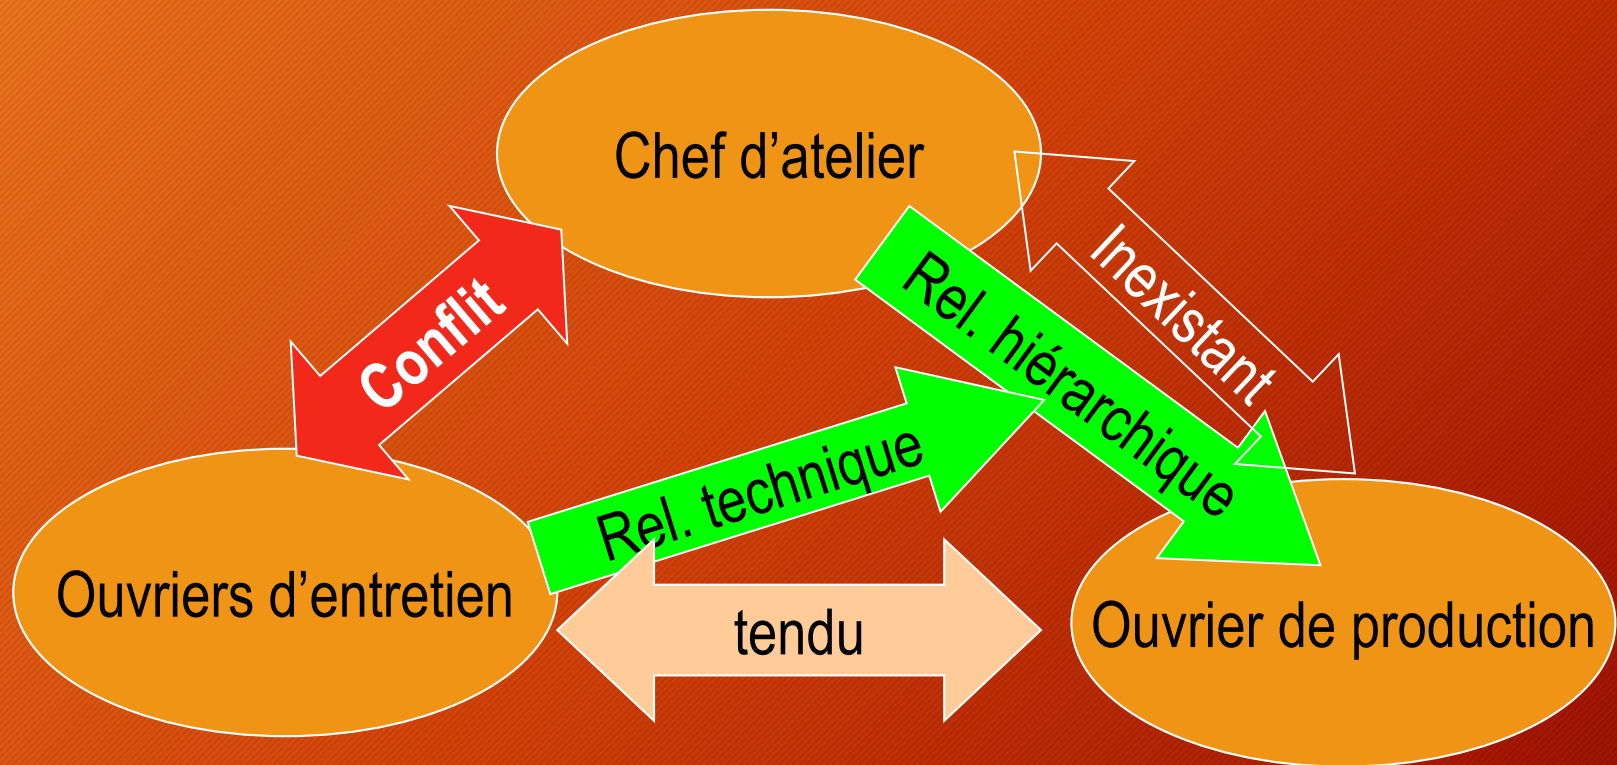 Chef d’atelier
Inexistant
Rel. hiérarchique
Conflit
Rel. technique
Ouvriers d’entretien
tendu
Ouvrier de production